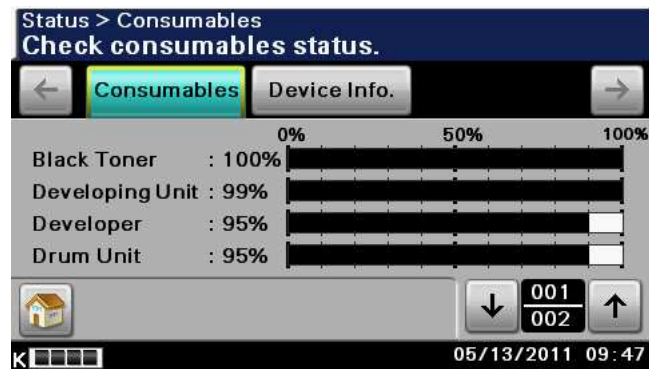 Status > Consumables
Check consumables status.
Consumables Device Info.
0% 50% 100%
Black Toner : 100%
Developing Unit : 99%
Developer : 95%
Drum Unit : 95%
001
002
K 05/13/2011 09:47